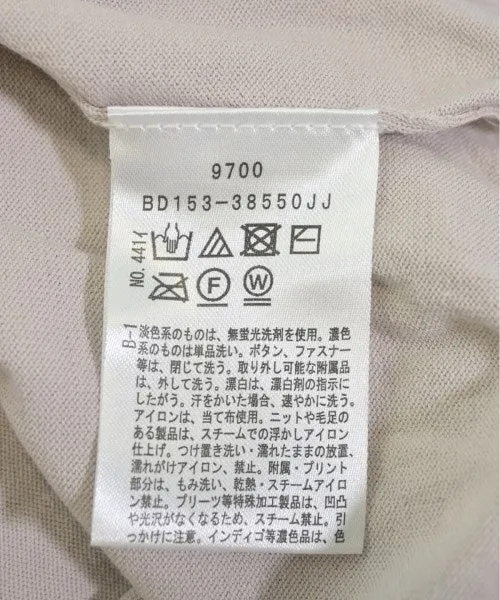 9700
BD153-38550JJ
NO.441イ
F
W
B-1
淡色系のものは、無蛍光洗剤を使用。濃色
系のものは単品洗い。ボタン、ファスナー
等は、閉じて洗う。取り外し可能な附属品
は、外して洗う。漂白は、漂白剤の指示に
したがう。汗をかいた場合、速やかに洗う。
アイロンは、当て布使用。ニットや毛足の
ある製品は、スチームでの浮かしアイロン
仕上げ。つけ置き洗い・濡れたままの放置、
濡れがけアイロン、禁止。附属・プリント
部分は、もみ洗い、乾熱・スチームアイロ
ン禁止。プリーツ等特殊加工製品は、凹凸
や光沢がなくなるため、スチーム禁止。引
っかけに注意。インディゴ等濃色品は、色